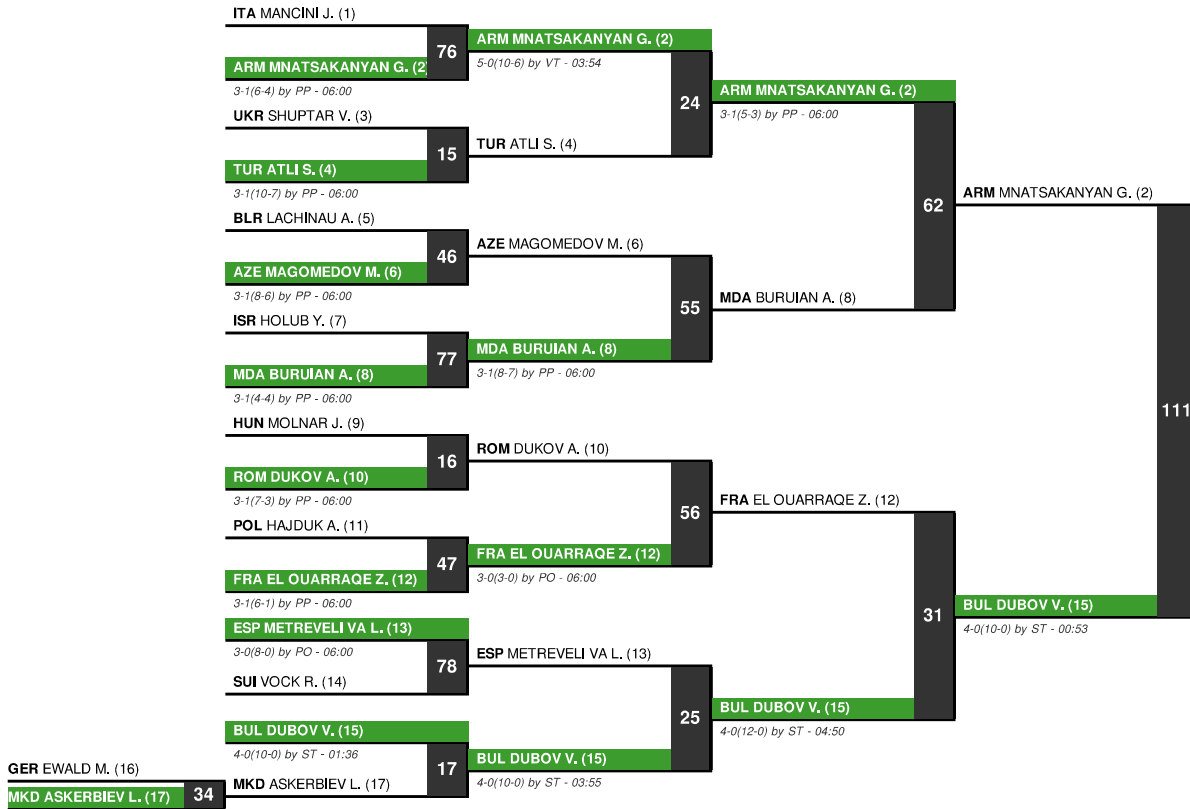 ITA MANCINI J. (1)
76
ARM MNATSAKANYAN G. (2)
5-0(10-6) by VT - 03:54
ARM MNATSAKANYAN G. (2
3-1(6-4) by PP - 06:00
24
ARM MNATSAKANYAN G. (2)
3-1(5-3) by PP - 06:00
UKR SHUPTAR V. (3)
15
TUR ATLI S. (4)
TUR ATLI S. (4)
3-1(10-7) by PP - 06:00
62
ARM MNATSAKANYAN G. (2)
BLR LACHINAU A. (5)
46
AZE MAGOMEDOV M. (6)
AZE MAGOMEDOV M. (6)
3-1(8-6) by PP - 06:00
55
MDA BURUIAN A. (8)
ISR HOLUB Y. (7)
77
MDA BURUIAN A. (8)
3-1(8-7) by PP - 06:00
MDA BURUIAN A. (8)
3-1(4-4) by PP - 06:00
111
HUN MOLNAR J. (9)
16
ROM DUKOV A. (10)
ROM DUKOV A. (10)
3-1(7-3) by PP - 06:00
56
FRA EL OUARRAQE Z. (12)
POL HAJDUK A. (11)
47
FRA EL OUARRAQE Z. (12)
3-0(3-0) by PO - 06:00
FRA EL OUARRAQE Z. (12)
3-1(6-1) by PP - 06:00
31
BUL DUBOV V. (15)
4-0(10-0) by ST - 00:53
ESP METREVELI VA L. (13)
3-0(8-0) by PO - 06:00
78
ESP METREVELI VA L. (13)
SUI VOCK R. (14)
25
BUL DUBOV V. (15)
4-0(12-0) by ST - 04:50
BUL DUBOV V. (15)
4-0(10-0) by ST - 01:36
17
BUL DUBOV V. (15)
4-0(10-0) by ST - 03:55
GER EWALD M. (16)
34
MKD ASKERBIEV L. (17)
MKD ASKERBIEV L. (17)